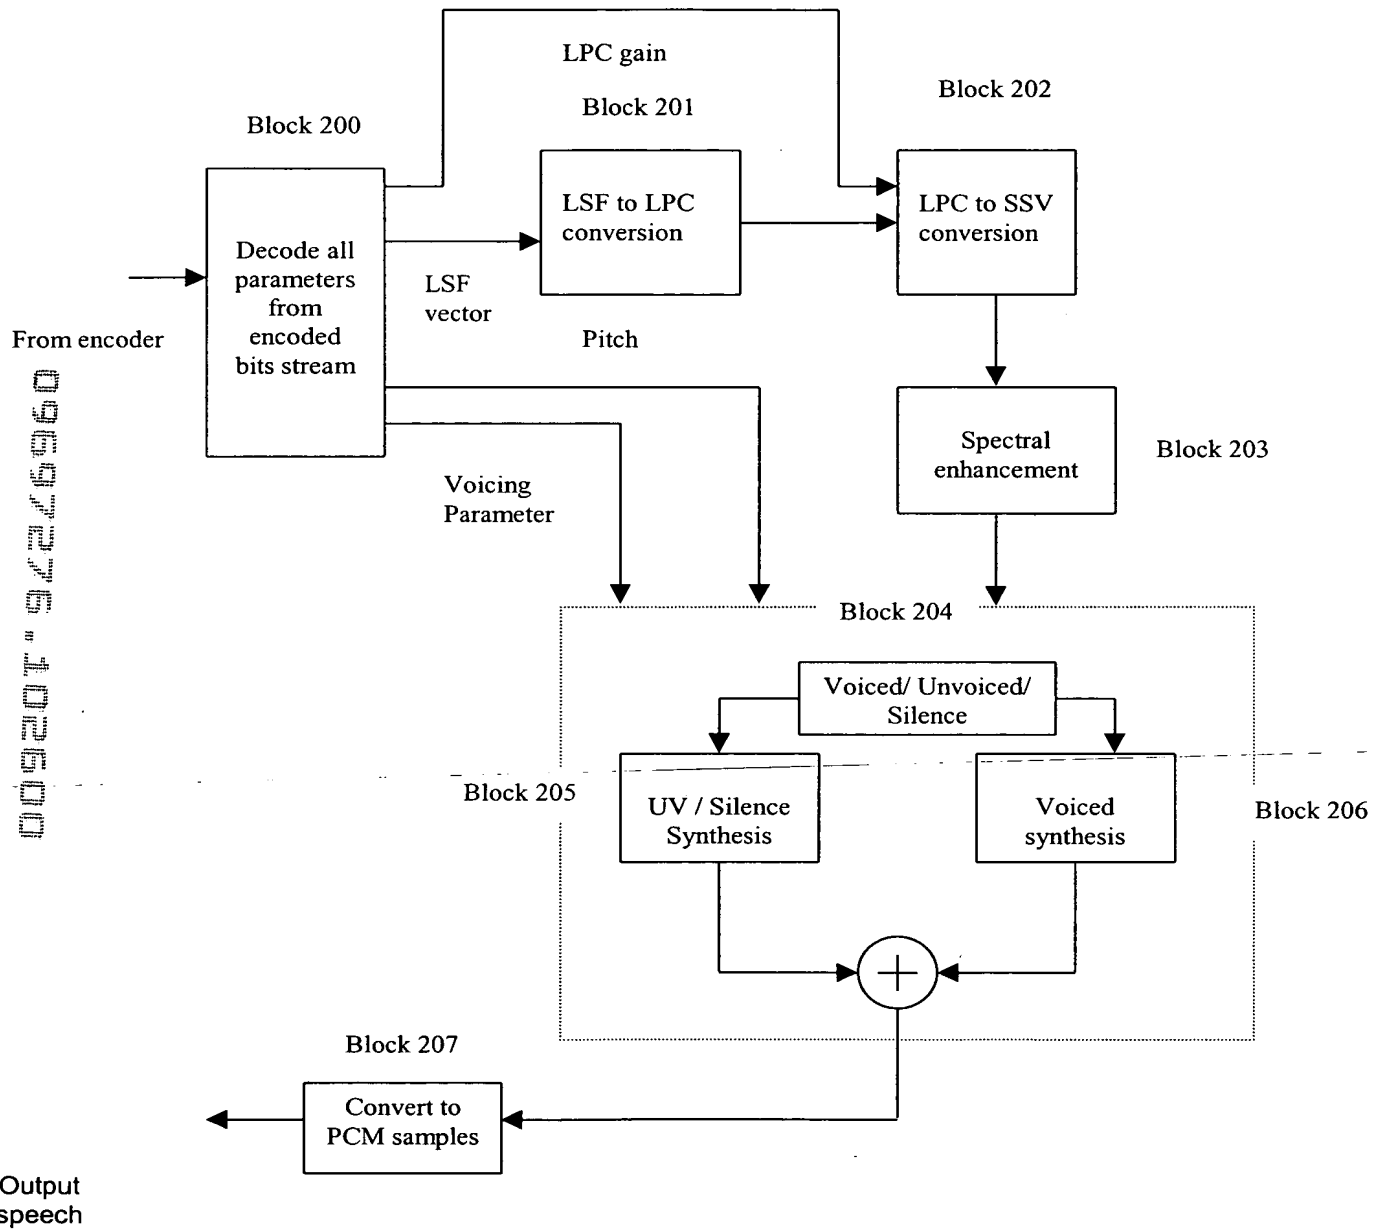 LPC gain
Block 200
Block 201
Block 202
LSF to LPC
conversion
LPC to SSV
conversion
Decode all
parameters
from
encoded
bits stream
LSF
vector
From encoder
Pitch
Spectral
enhancement
Block 203
Voicing
Parameter
09697276.102600
Block 204
Voiced/ Unvoiced/
Silence
Block 205
UV / Silence
Synthesis
Voiced
synthesis
Block 206
Block 207
Convert to
PCM samples
Output
speech